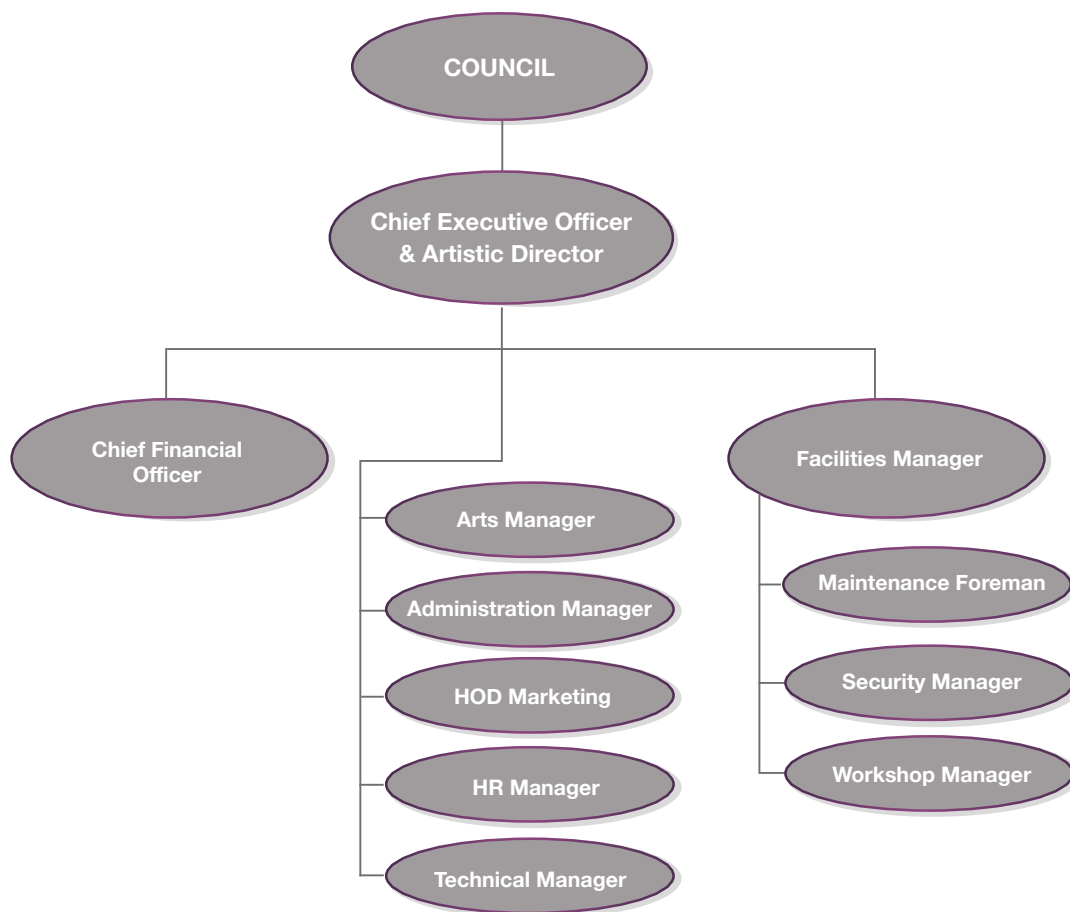 COUNCIL
Chief Executive Officer
& Artistic Director
Chief Financial
Officer
Facilities Manager
Arts Manager
Administration Manager
HOD Marketing
HR Manager
Technical Manager
Maintenance Foreman
Security Manager
Workshop Manager